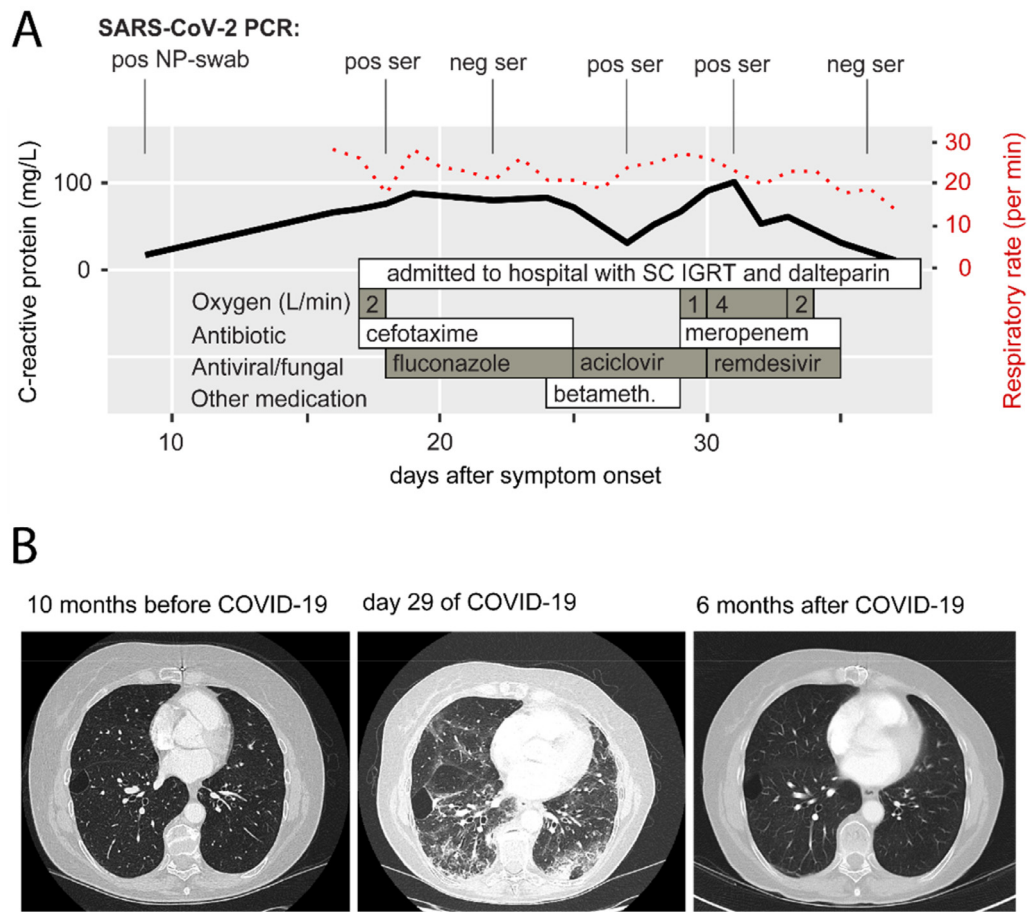 A
SARS-CoV-2 PCR:
pos NP-swab pos ser neg ser pos ser pos ser neg ser
C-reactive protein (mg/L)
100
0
30
20
10
0
Respiratory rate (per min)
admitted to hospital with SC IGRT and dalteparin
Oxygen (L/min) 2 1 4 2
Antibiotic cefotaxime meropenem
Antiviral/fungal fluconazole aciclovir remdesivir
Other medication betameth.
10 20 30
days after symptom onset
B
10 months before COVID-19 day 29 of COVID-19 6 months after COVID-19